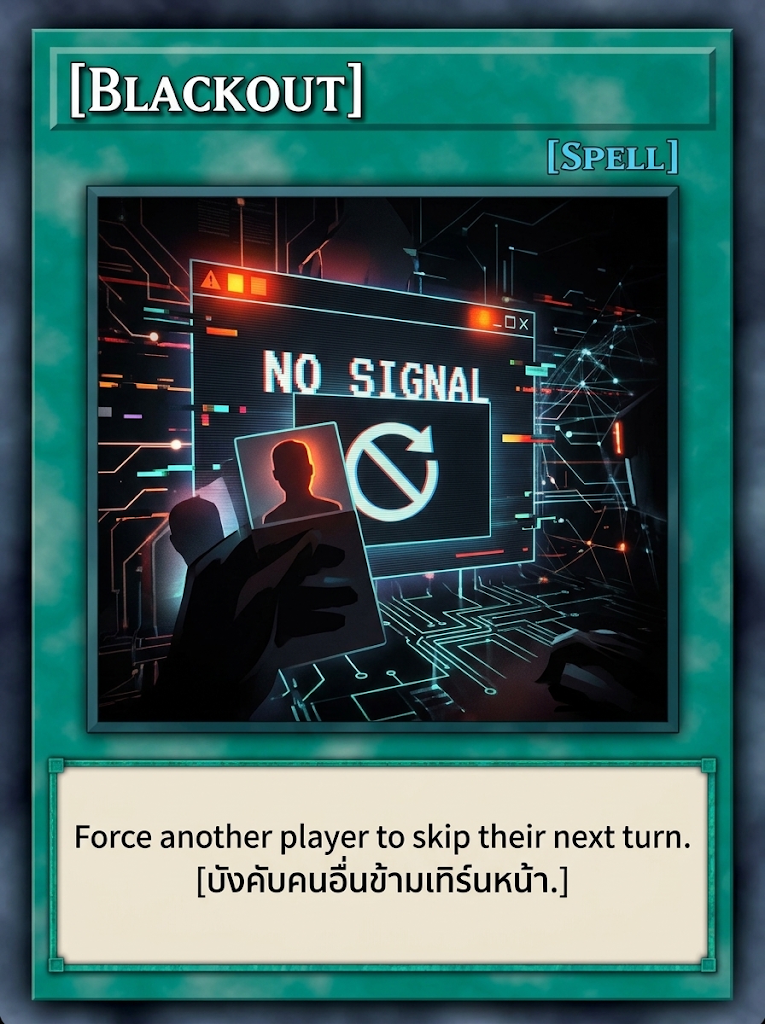 [Blackout]
[Spell]
NO SIGNAL
Force another player to skip their next turn.
[บังคับคนอื่นข้ามเทิร์นหน้า.]